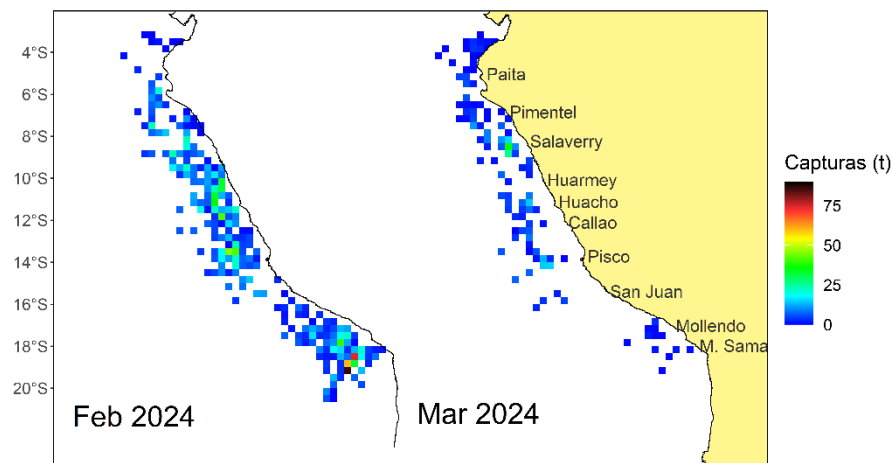 4°S
6°S
8°S
10°S
12°S
14°S
16°S
18°S
20°S
Feb 2024
Mar 2024
Paita
Pimentel
Salaverry
Huarmey
Huacho
Callao
Pisco
San Juan
Mollendo
M. Sama
Capturas (t)
75
50
25
0